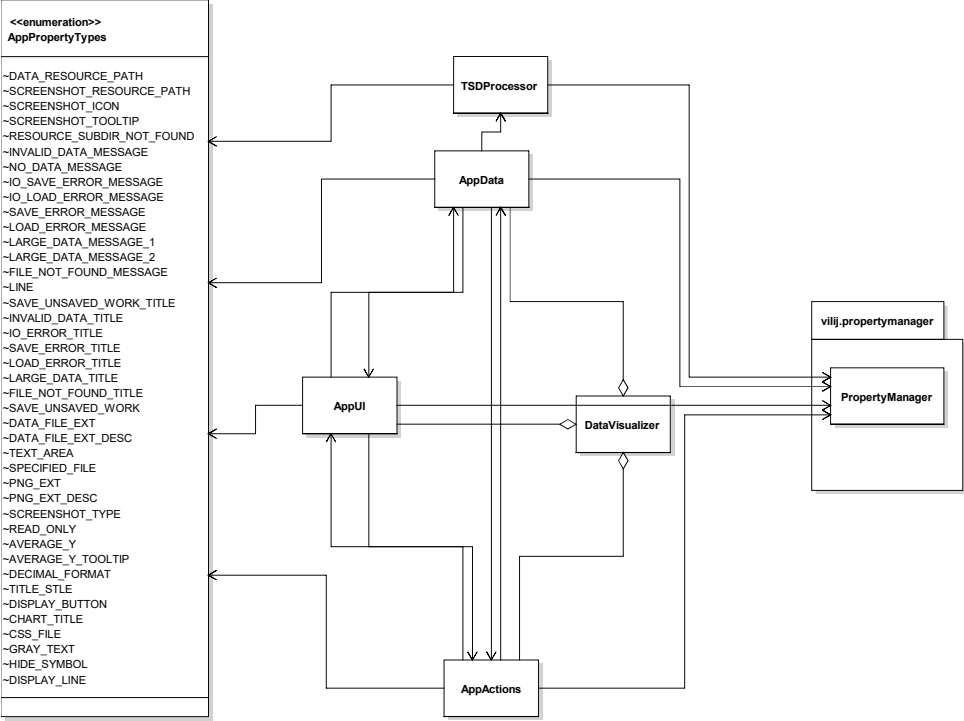 <<enumeration>>
AppPropertyTypes
~DATA_RESOURCE_PATH
~SCREENSHOT_RESOURCE_PATH
~SCREENSHOT_ICON
~SCREENSHOT_TOOLTIP
~RESOURCE_SUBDIR_NOT_FOUND
~INVALID_DATA_MESSAGE
~NO_DATA_MESSAGE
~IO_SAVE_ERROR_MESSAGE
~IO_LOAD_ERROR_MESSAGE
~SAVE_ERROR_MESSAGE
~LOAD_ERROR_MESSAGE
~LARGE_DATA_MESSAGE_1
~LARGE_DATA_MESSAGE_2
~FILE_NOT_FOUND_MESSAGE
~LINE
~SAVE_UNSAVED_WORK_TITLE
~INVALID_DATA_TITLE
~IO_ERROR_TITLE
~SAVE_ERROR_TITLE
~LOAD_ERROR_TITLE
~LARGE_DATA_TITLE
~FILE_NOT_FOUND_TITLE
~SAVE_UNSAVED_WORK
~DATA_FILE_EXT
~DATA_FILE_EXT_DESC
~TEXT_AREA
~SPECIFIED_FILE
~PNG_EXT
~PNG_EXT_DESC
~SCREENSHOT_TYPE
~READ_ONLY
~AVERAGE_Y
~AVERAGE_Y_TOOLTIP
~DECIMAL_FORMAT
~TITLE_STLE
~DISPLAY_BUTTON
~CHART_TITLE
~CSS_FILE
~GRAY_TEXT
~HIDE_SYMBOL
~DISPLAY_LINE
TSDProcessor
AppData
AppUI
DataVisualizer
AppActions
vilij.propertymanager
PropertyManager